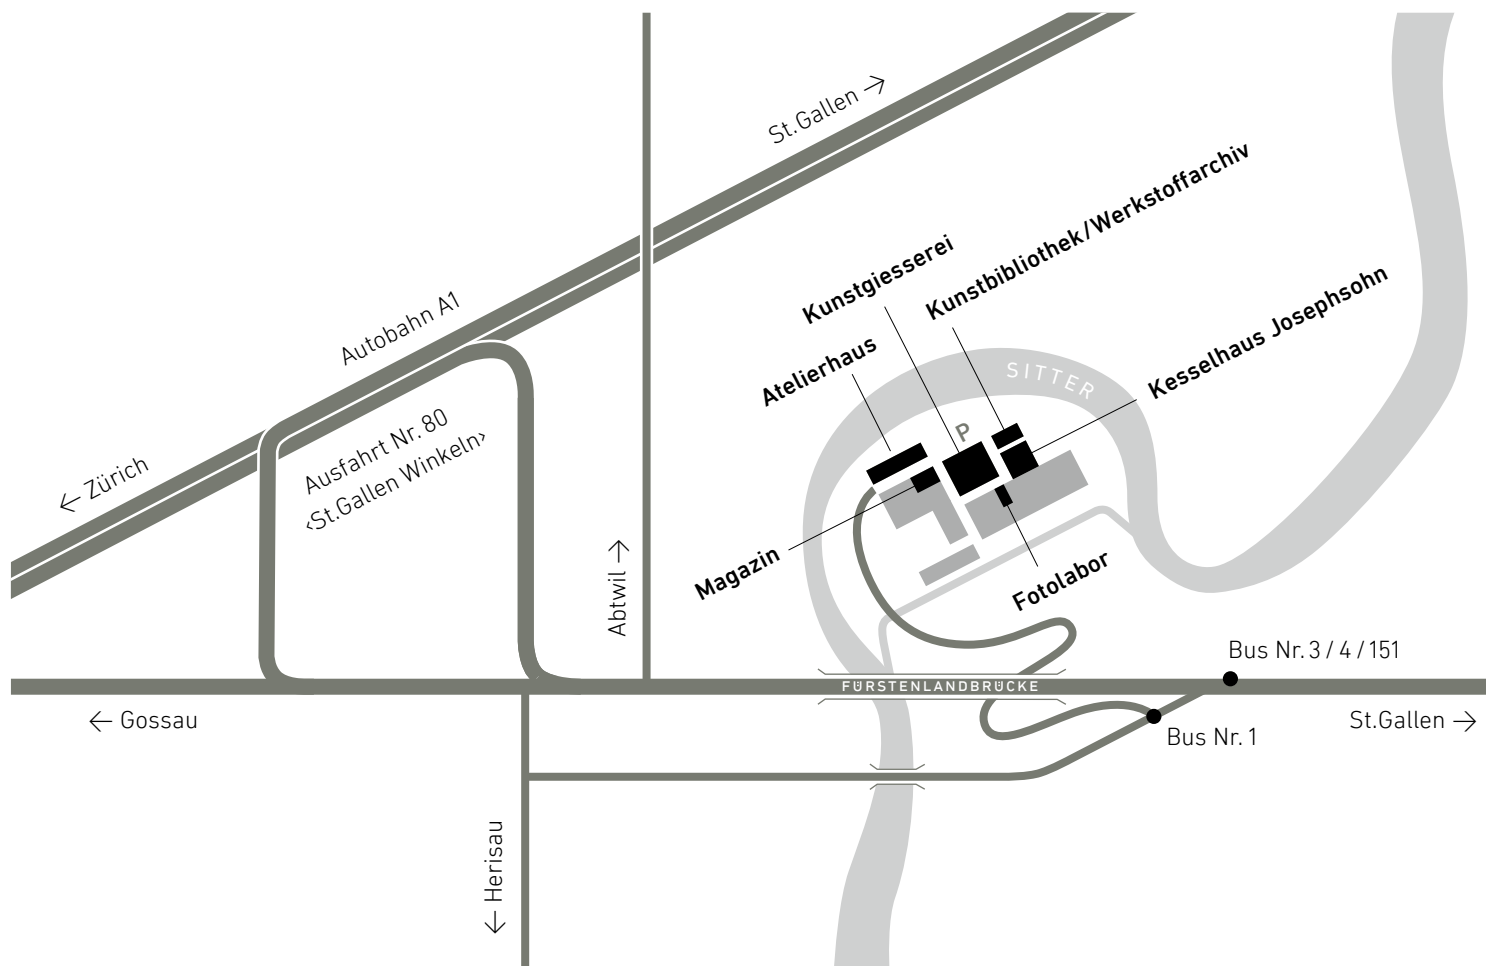 St.Gallen →
Kunstbibliothek/Werkstoffarchiv
Kunstgiesserei
Kesselhaus Josephsohn
Autobahn A1
Atelierhaus
SITTER
P
Ausfahrt Nr. 80
‹St.Gallen Winkeln›
← Zürich
Abtwil →
Magazin
Fotolabor
Bus Nr. 3 / 4 / 151
FÜRSTENLANDBRÜCKE
← Gossau
St.Gallen →
Bus Nr. 1
← Herisau